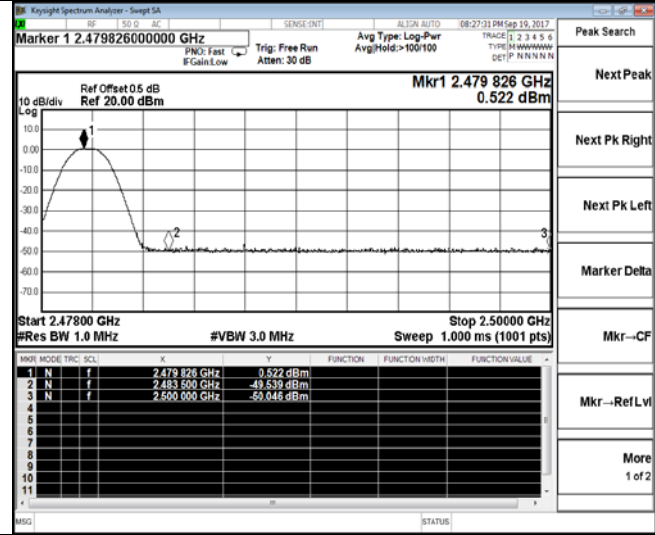 Keysight Spectrum Analyzer - Swept SA
RF 50 Ω AC SENSE:INT ALIGN AUTO 08:27:31 PM Sep 19, 2017
Marker 1 2.479826000000 GHz
PNO: Fast
IFGain:Low
Trig: Free Run
Atten: 30 dB
Avg Type: Log-Pwr
Avg|Hold:>100/100
TRACE 1 2 3 4 5 6
TYPE M WWWWW
DET P N N N N N
Peak Search
Next Peak
Next Pk Right
Next Pk Left
Marker Delta
Mkr→CF
Mkr→Ref Lvl
More
1 of 2
Ref Offset 0.5 dB
10 dB/div Ref 20.00 dBm
Log
Mkr1 2.479 826 GHz
0.522 dBm
10.0
0.00
-10.0
-20.0
-30.0
-40.0
-50.0
-60.0
-70.0
1
2
3
Start 2.47800 GHz Stop 2.50000 GHz
#Res BW 1.0 MHz #VBW 3.0 MHz Sweep 1.000 ms (1001 pts)
MKR MODE TRC SCL X Y FUNCTION FUNCTION WIDTH FUNCTION VALUE
1 N f 2.479 826 GHz 0.522 dBm
2 N f 2.483 500 GHz -49.539 dBm
3 N f 2.500 000 GHz -50.046 dBm
4
5
6
7
8
9
10
11
MSG STATUS